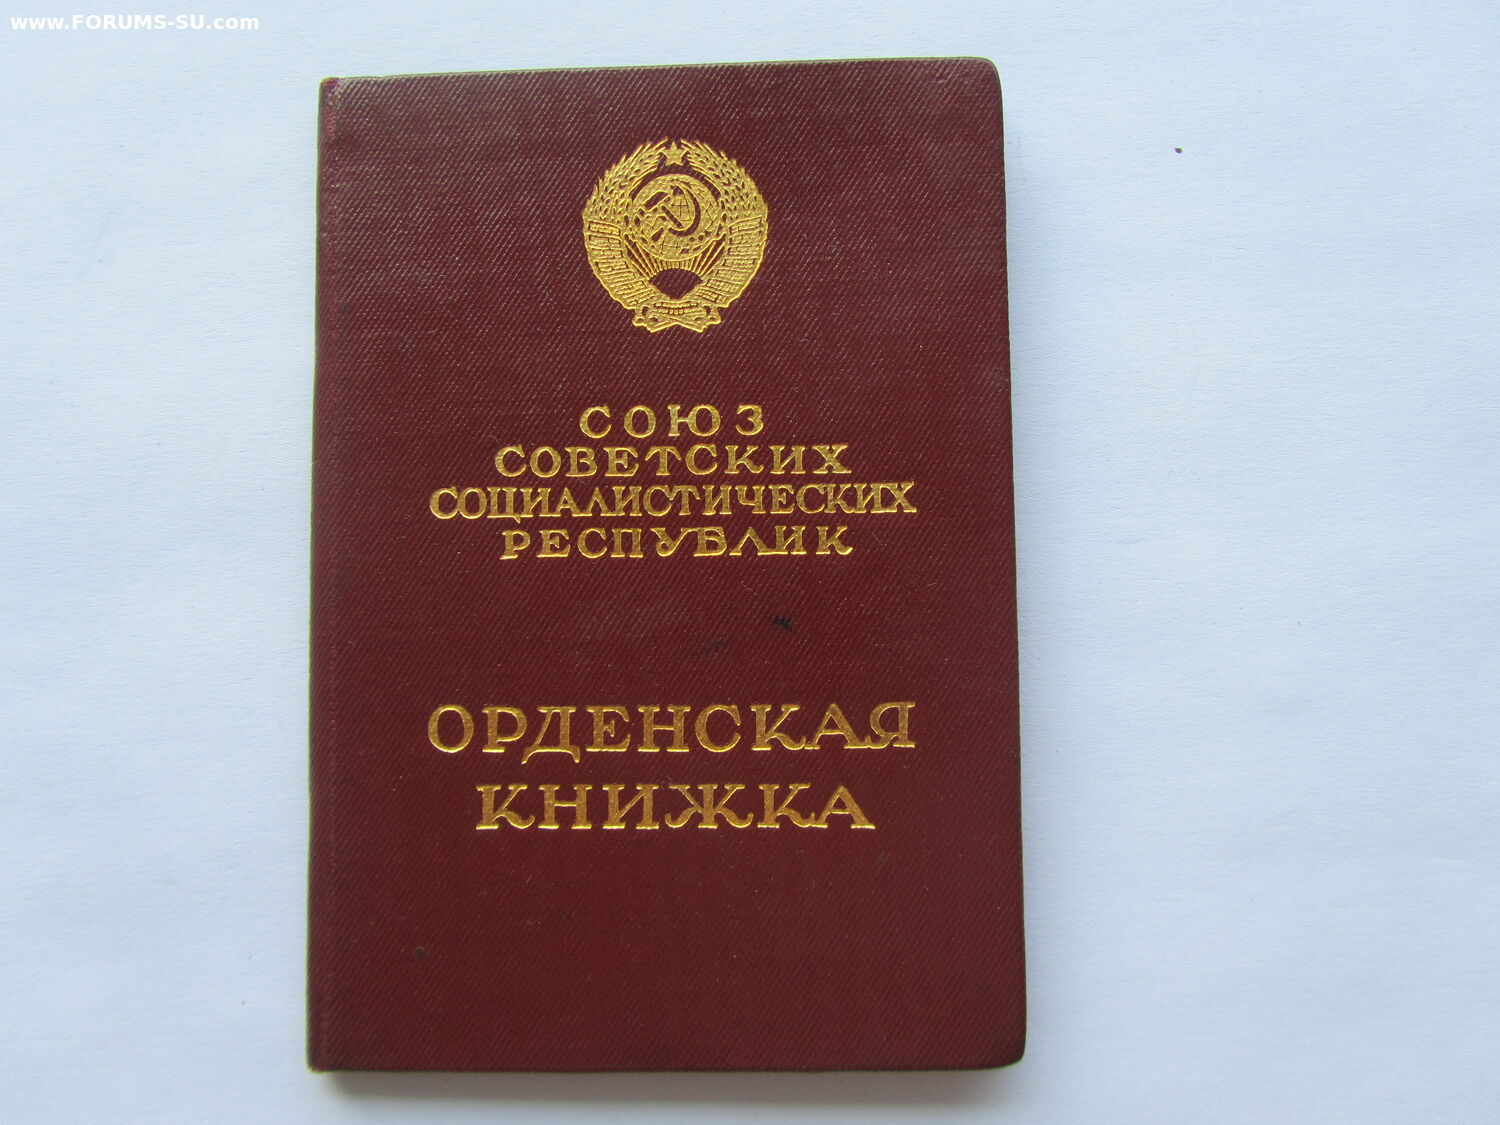 www.FORUMS-SU.com
СОЮЗ
СОВЕТСКИХ
СОЦИАЛИСТИЧЕСКИХ
РЕСПУБЛИК
ОРДЕНСКАЯ
КНИЖКА